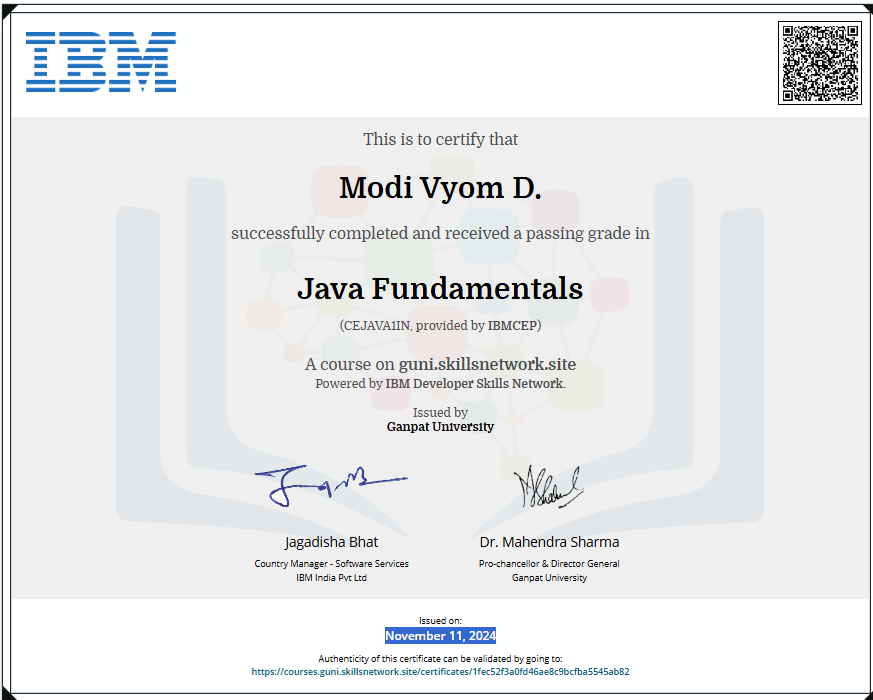 IBM
This is to certify that
Modi Vyom D.
successfully completed and received a passing grade in
Java Fundamentals
(CEJAVA1IN, provided by IBMCEP)
A course on guni.skillsnetwork.site
Powered by IBM Developer Skills Network.
Issued by
Ganpat University
Jagadisha Bhat
Country Manager - Software Services
IBM India Pvt Ltd
Dr. Mahendra Sharma
Pro-chancellor & Director General
Ganpat University
Issued on:
November 11, 2024
Authenticity of this certificate can be validated by going to:
https://courses.guni.skillsnetwork.site/certificates/1fec52f3a0fd46ae8c9bcfba5545ab82